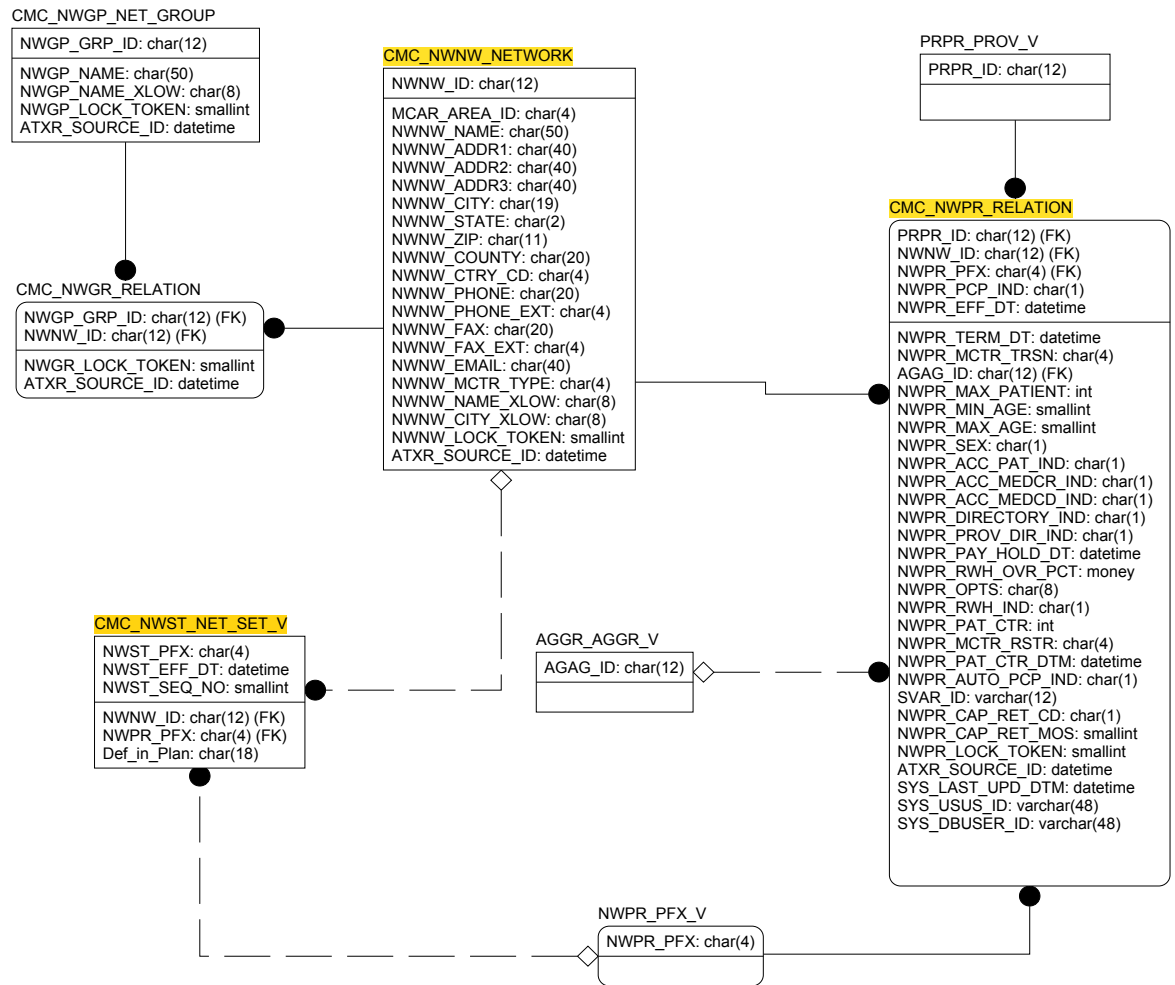 CMC_NWGP_NET_GROUP
NWGP_GRP_ID: char(12)
NWGP_NAME: char(50)
NWGP_NAME_XLOW: char(8)
NWGP_LOCK_TOKEN: smallint
ATXR_SOURCE_ID: datetime
CMC_NWNW_NETWORK
NWNW_ID: char(12)
MCAR_AREA_ID: char(4)
NWNW_NAME: char(50)
NWNW_ADDR1: char(40)
NWNW_ADDR2: char(40)
NWNW_ADDR3: char(40)
NWNW_CITY: char(19)
NWNW_STATE: char(2)
NWNW_ZIP: char(11)
NWNW_COUNTY: char(20)
NWNW_CTRY_CD: char(4)
NWNW_PHONE: char(20)
NWNW_PHONE_EXT: char(4)
NWNW_FAX: char(20)
NWNW_FAX_EXT: char(4)
NWNW_EMAIL: char(40)
NWNW_MCTR_TYPE: char(4)
NWNW_NAME_XLOW: char(8)
NWNW_CITY_XLOW: char(8)
NWNW_LOCK_TOKEN: smallint
ATXR_SOURCE_ID: datetime
PRPR_PROV_V
PRPR_ID: char(12)
CMC_NWPR_RELATION
PRPR_ID: char(12) (FK)
NWNW_ID: char(12) (FK)
NWPR_PFX: char(4) (FK)
NWPR_PCP_IND: char(1)
NWPR_EFF_DT: datetime
NWPR_TERM_DT: datetime
NWPR_MCTR_TRSN: char(4)
AGAG_ID: char(12) (FK)
NWPR_MAX_PATIENT: int
NWPR_MIN_AGE: smallint
NWPR_MAX_AGE: smallint
NWPR_SEX: char(1)
NWPR_ACC_PAT_IND: char(1)
NWPR_ACC_MEDCR_IND: char(1)
NWPR_ACC_MEDCD_IND: char(1)
NWPR_DIRECTORY_IND: char(1)
NWPR_PROV_DIR_IND: char(1)
NWPR_PAY_HOLD_DT: datetime
NWPR_RWH_OVR_PCT: money
NWPR_OPTS: char(8)
NWPR_RWH_IND: char(1)
NWPR_PAT_CTR: int
NWPR_MCTR_RSTR: char(4)
NWPR_PAT_CTR_DTM: datetime
NWPR_AUTO_PCP_IND: char(1)
SVAR_ID: varchar(12)
NWPR_CAP_RET_CD: char(1)
NWPR_CAP_RET_MOS: smallint
NWPR_LOCK_TOKEN: smallint
ATXR_SOURCE_ID: datetime
SYS_LAST_UPD_DTM: datetime
SYS_USUS_ID: varchar(48)
SYS_DBUSER_ID: varchar(48)
CMC_NWGR_RELATION
NWGP_GRP_ID: char(12) (FK)
NWNW_ID: char(12) (FK)
NWGR_LOCK_TOKEN: smallint
ATXR_SOURCE_ID: datetime
CMC_NWST_NET_SET_V
NWST_PFX: char(4)
NWST_EFF_DT: datetime
NWST_SEQ_NO: smallint
NWNW_ID: char(12) (FK)
NWPR_PFX: char(4) (FK)
Def_in_Plan: char(18)
AGGR_AGGR_V
AGAG_ID: char(12)
NWPR_PFX_V
NWPR_PFX: char(4)